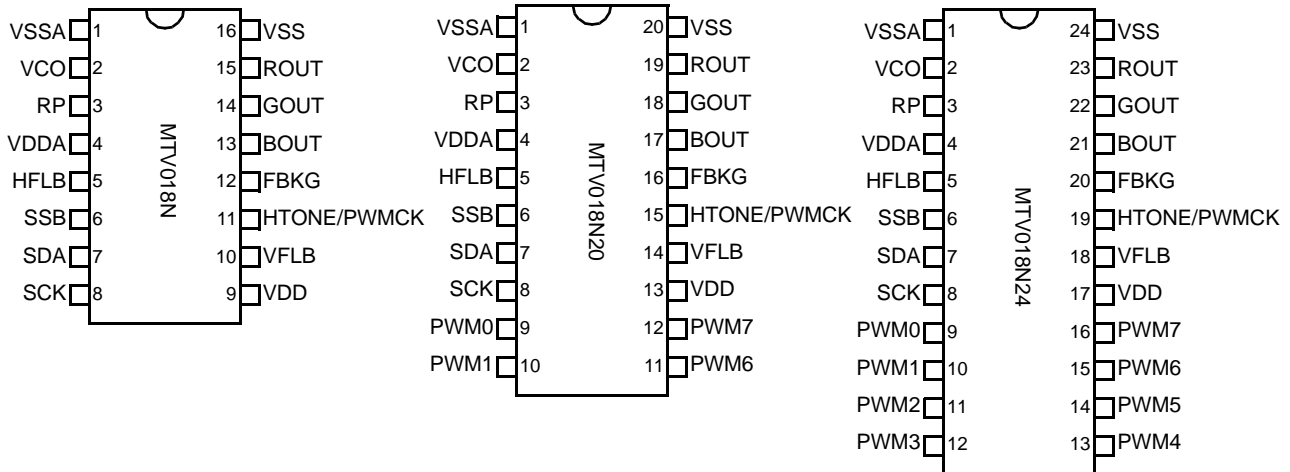 VSSA 1 16 VSS
VCO 2 15 ROUT
RP 3 14 GOUT
VDDA 4 13 BOUT
HFLB 5 12 FBKG
SSB 6 11 HTONE/PWMCK
SDA 7 10 VFLB
SCK 8 9 VDD
MTV018N
VSSA 1 20 VSS
VCO 2 19 ROUT
RP 3 18 GOUT
VDDA 4 17 BOUT
HFLB 5 16 FBKG
SSB 6 15 HTONE/PWMCK
SDA 7 14 VFLB
SCK 8 13 VDD
PWM0 9 12 PWM7
PWM1 10 11 PWM6
MTV018N20
VSSA 1 24 VSS
VCO 2 23 ROUT
RP 3 22 GOUT
VDDA 4 21 BOUT
HFLB 5 20 FBKG
SSB 6 19 HTONE/PWMCK
SDA 7 18 VFLB
SCK 8 17 VDD
PWM0 9 16 PWM7
PWM1 10 15 PWM6
PWM2 11 14 PWM5
PWM3 12 13 PWM4
MTV018N24